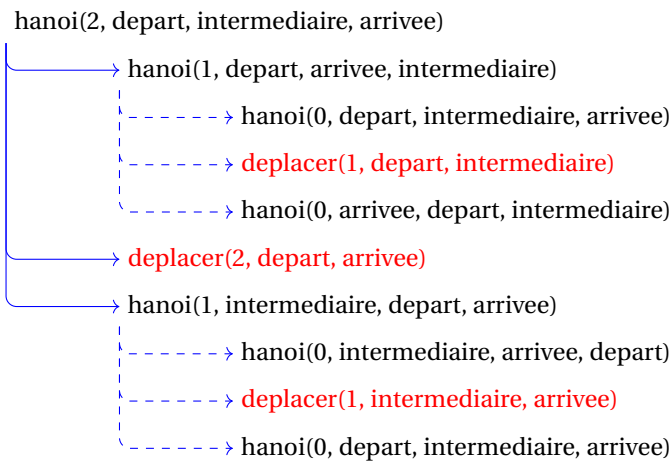 hanoi(2, depart, intermediaire, arrivee)
hanoi(1, depart, arrivee, intermediaire)
hanoi(0, depart, intermediaire, arrivee)
deplacer(1, depart, intermediaire)
hanoi(0, arrivee, depart, intermediaire)
deplacer(2, depart, arrivee)
hanoi(1, intermediaire, depart, arrivee)
hanoi(0, intermediaire, arrivee, depart)
deplacer(1, intermediaire, arrivee)
hanoi(0, depart, intermediaire, arrivee)